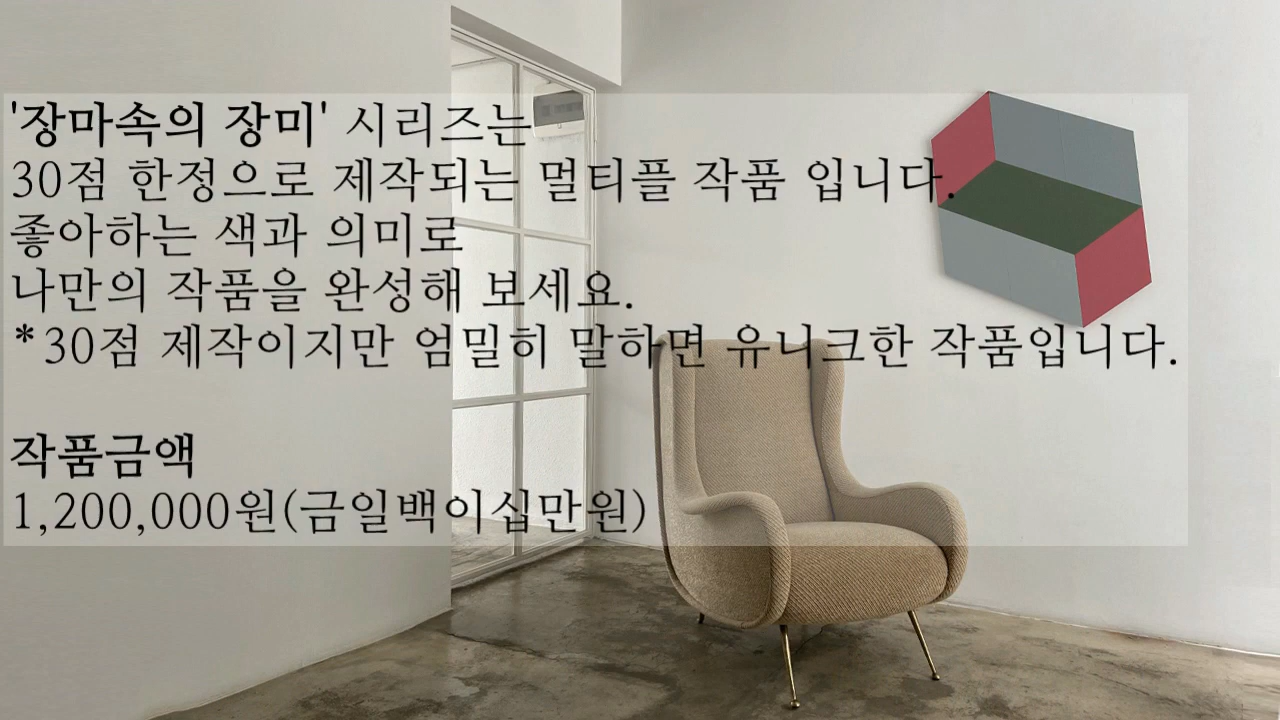 '장마속의 장미' 시리즈는
30점 한정으로 제작되는 멀티플 작품 입니다.
좋아하는 색과 의미로
나만의 작품을 완성해 보세요.
*30점 제작이지만 엄밀히 말하면 유니크한 작품입니다.
작품금액
1,200,000원(금일백이십만원)